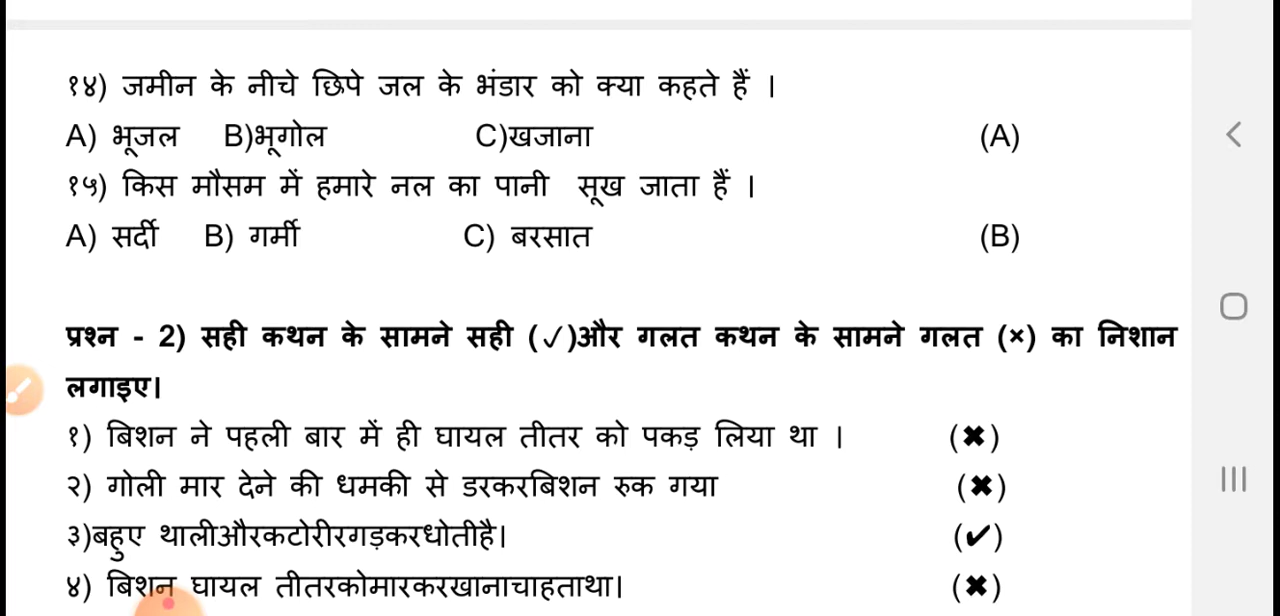 १४) जमीन के नीचे छिपे जल के भंडार को क्या कहते हैं ।
A) भूजल B)भूगोल C)खजाना (A)
१५) किस मौसम में हमारे नल का पानी सूख जाता हैं ।
A) सर्दी B) गर्मी C) बरसात (B)
प्रश्न - 2) सही कथन के सामने सही (✓)और गलत कथन के सामने गलत (×) का निशान
लगाइए।
१) बिशन ने पहली बार में ही घायल तीतर को पकड़ लिया था । (✖)
२) गोली मार देने की धमकी से डरकरबिशन रुक गया (✖)
३)बहुए थालीऔरकटोरीरगड़करधोतीहै। (✔)
४) बिशन घायल तीतरकोमारकरखानाचाहताथा। (✖)